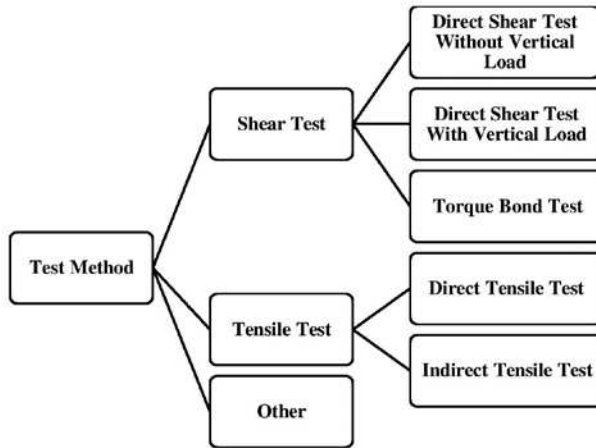 Direct Shear Test
Without Vertical
Load
Shear Test
Direct Shear Test
With Vertical Load
Torque Bond Test
Test Method
Direct Tensile Test
Tensile Test
Indirect Tensile Test
Other